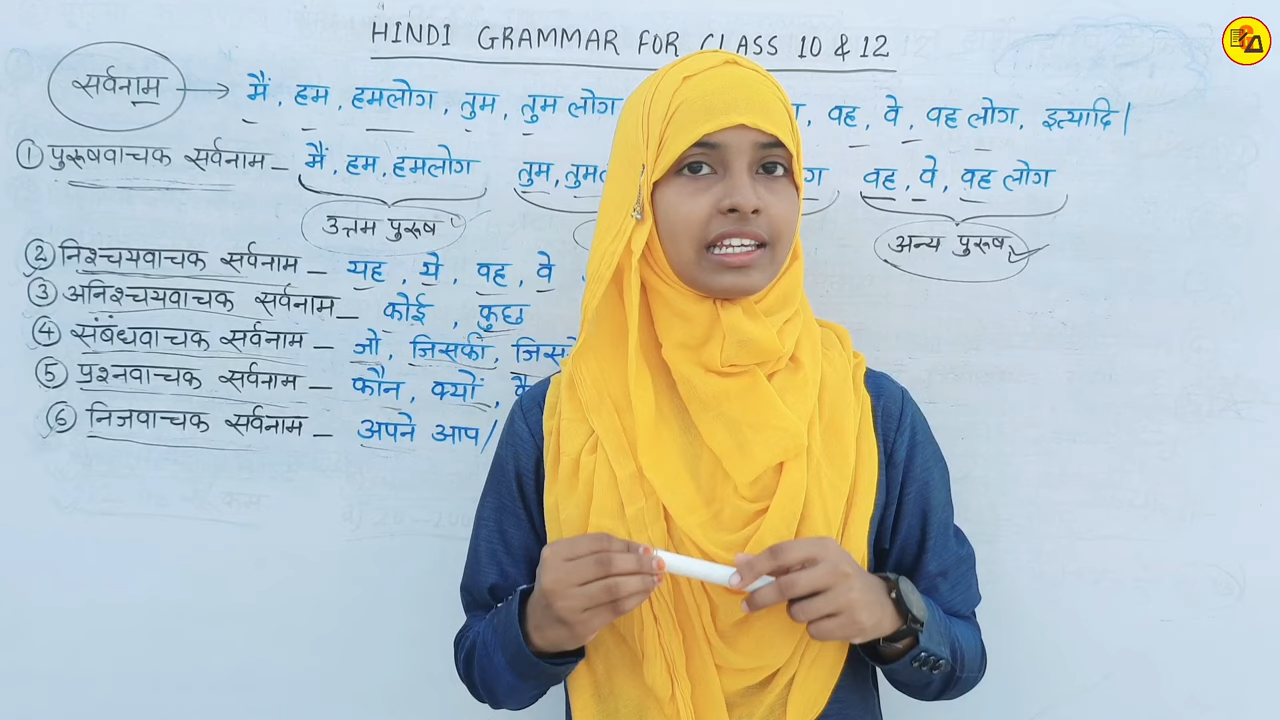 HINDI GRAMMAR FOR CLASS 10 & 12
सर्वनाम → मैं, हम, हमलोग, तुम, तुम लोग वह, वे, वह लोग, इत्यादि|
① पुरूषवाचक सर्वनाम - मैं, हम, हमलोग तुम, वह, वे, वह लोग
उत्तम पुरूष अन्य पुरूष
② निश्चयवाचक सर्वनाम - यह, ये, वह, वे
③ अनिश्चयवाचक सर्वनाम - कोई, कुछ
④ संबंधवाचक सर्वनाम - जो, जिसकी,
⑤ प्रश्नवाचक सर्वनाम - कौन, क्यों,
⑥ निजवाचक सर्वनाम - अपने आप/